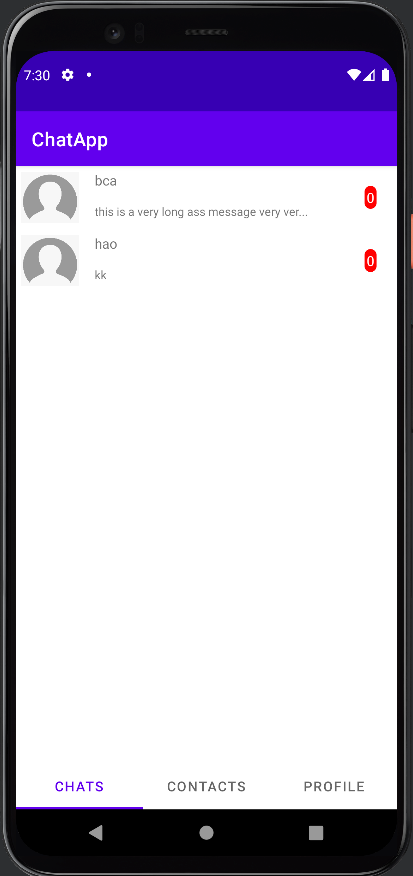 7:30
ChatApp
bca
this is a very long ass message very ver...
0
hao
kk
0
CHATS CONTACTS PROFILE